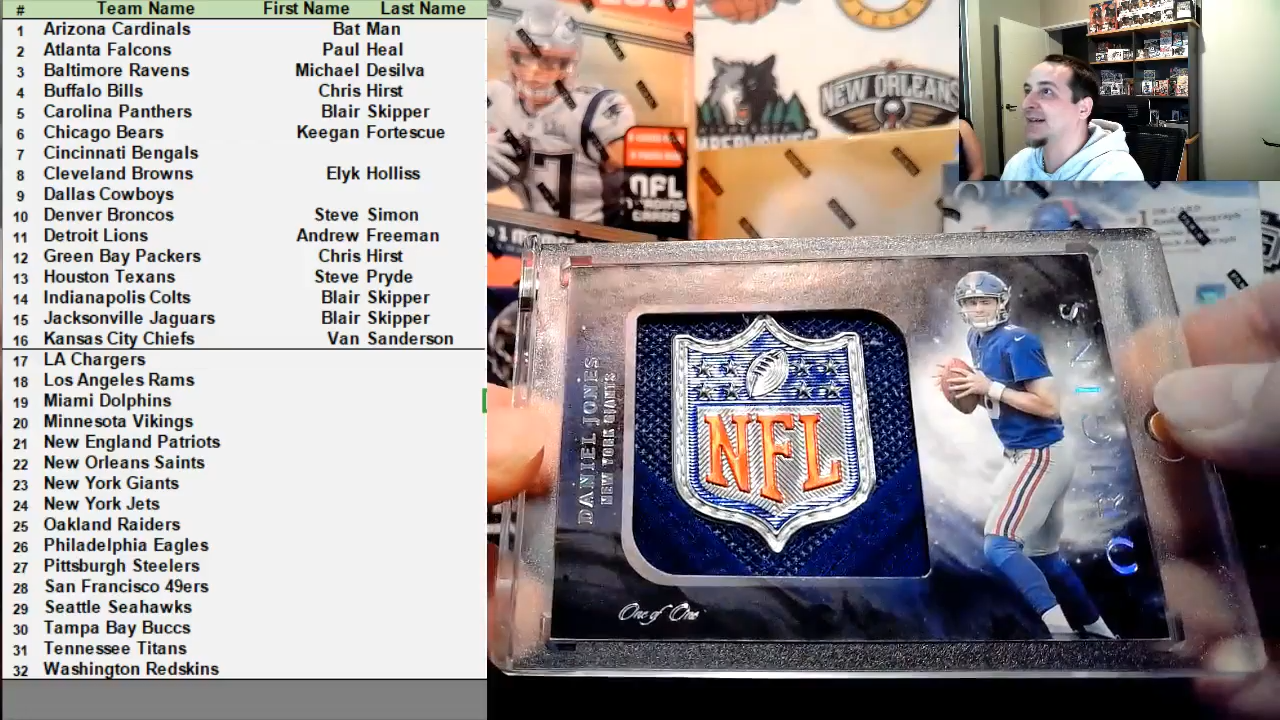 # Team Name First Name Last Name
1 Arizona Cardinals Bat Man
2 Atlanta Falcons Paul Heal
3 Baltimore Ravens Michael Desilva
4 Buffalo Bills Chris Hirst
5 Carolina Panthers Blair Skipper
6 Chicago Bears Keegan Fortescue
7 Cincinnati Bengals
8 Cleveland Browns Elyk Holliss
9 Dallas Cowboys
10 Denver Broncos Steve Simon
11 Detroit Lions Andrew Freeman
12 Green Bay Packers Chris Hirst
13 Houston Texans Steve Pryde
14 Indianapolis Colts Blair Skipper
15 Jacksonville Jaguars Blair Skipper
16 Kansas City Chiefs Van Sanderson
17 LA Chargers
18 Los Angeles Rams
19 Miami Dolphins
20 Minnesota Vikings
21 New England Patriots
22 New Orleans Saints
23 New York Giants
24 New York Jets
25 Oakland Raiders
26 Philadelphia Eagles
27 Pittsburgh Steelers
28 San Francisco 49ers
29 Seattle Seahawks
30 Tampa Bay Buccs
31 Tennessee Titans
32 Washington Redskins
NEW ORLEANS
NFL
CARDS
DANIEL JONES
NEW YORK GIANTS
NFL
One of One